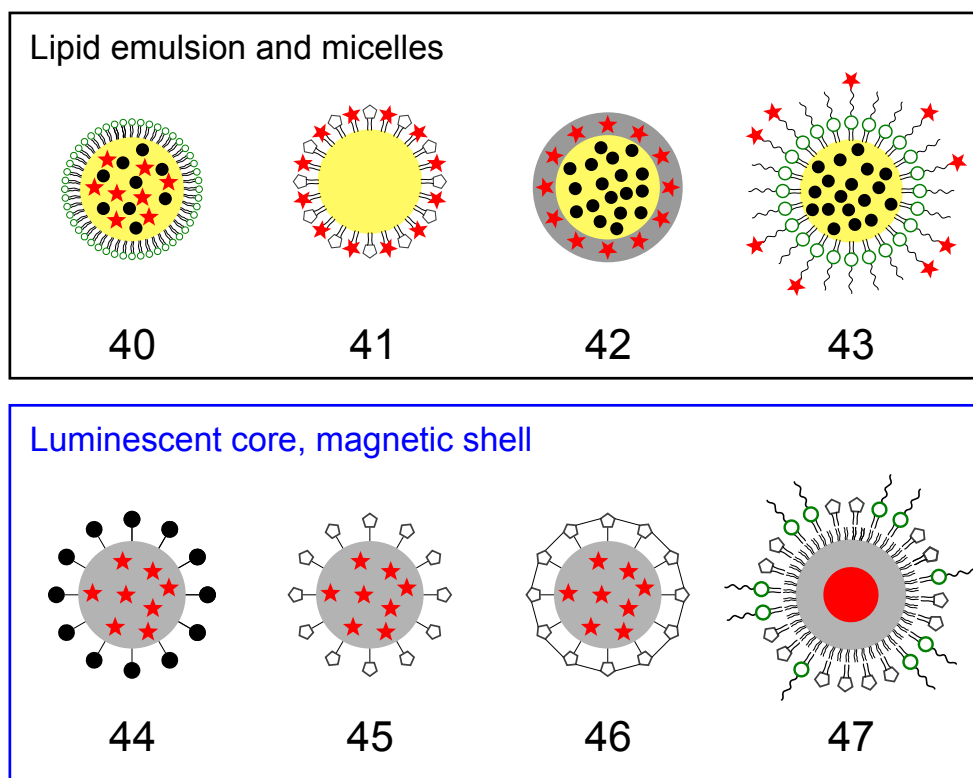 Lipid emulsion and micelles
40 41 42 43
Luminescent core, magnetic shell
44 45 46 47